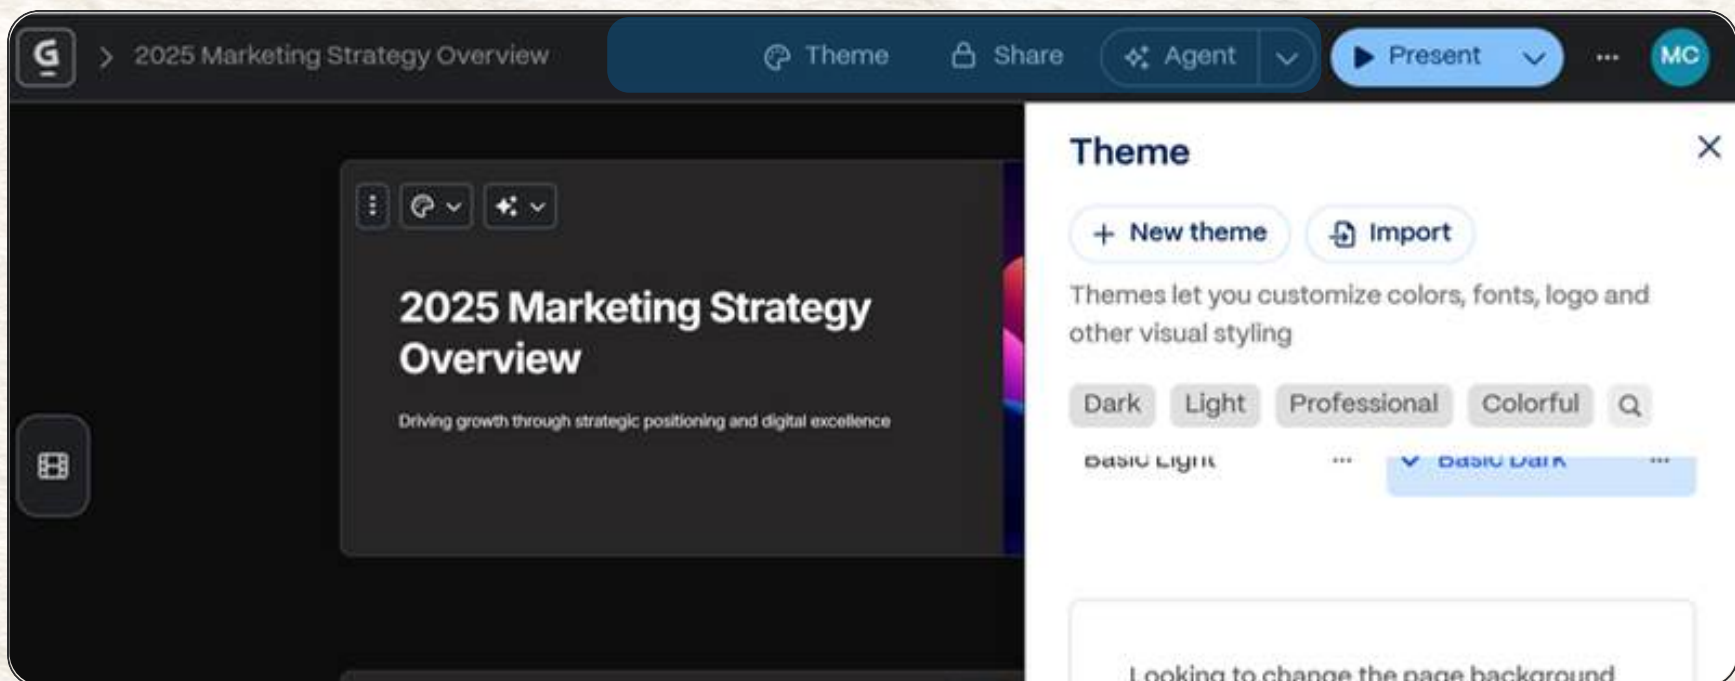 G
2025 Marketing Strategy Overview
Theme
Share
Agent
Present
MC
2025 Marketing Strategy
Overview
Driving growth through strategic positioning and digital excellence
Theme
+ New theme
Import
Themes let you customize colors, fonts, logo and
other visual styling
Dark
Light
Professional
Colorful
Basic Light
Basic Dark
Looking to change the page background